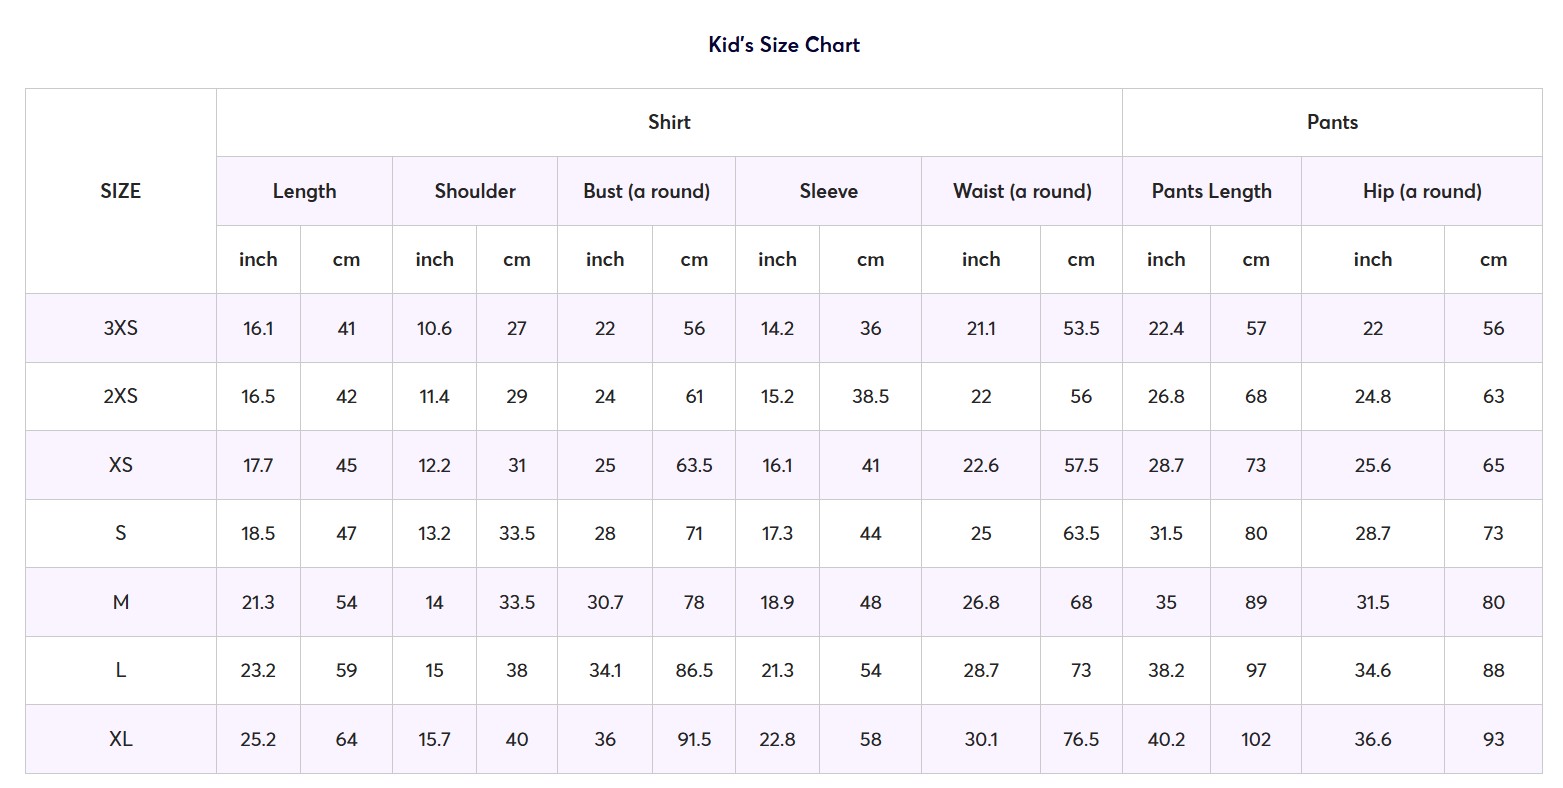 Kid's Size Chart
Shirt Pants
SIZE Length Shoulder Bust (a round) Sleeve Waist (a round) Pants Length Hip (a round)
inch cm inch cm inch cm inch cm inch cm inch cm inch cm
3XS 16.1 41 10.6 27 22 56 14.2 36 21.1 53.5 22.4 57 22 56
2XS 16.5 42 11.4 29 24 61 15.2 38.5 22 56 26.8 68 24.8 63
XS 17.7 45 12.2 31 25 63.5 16.1 41 22.6 57.5 28.7 73 25.6 65
S 18.5 47 13.2 33.5 28 71 17.3 44 25 63.5 31.5 80 28.7 73
M 21.3 54 14 33.5 30.7 78 18.9 48 26.8 68 35 89 31.5 80
L 23.2 59 15 38 34.1 86.5 21.3 54 28.7 73 38.2 97 34.6 88
XL 25.2 64 15.7 40 36 91.5 22.8 58 30.1 76.5 40.2 102 36.6 93